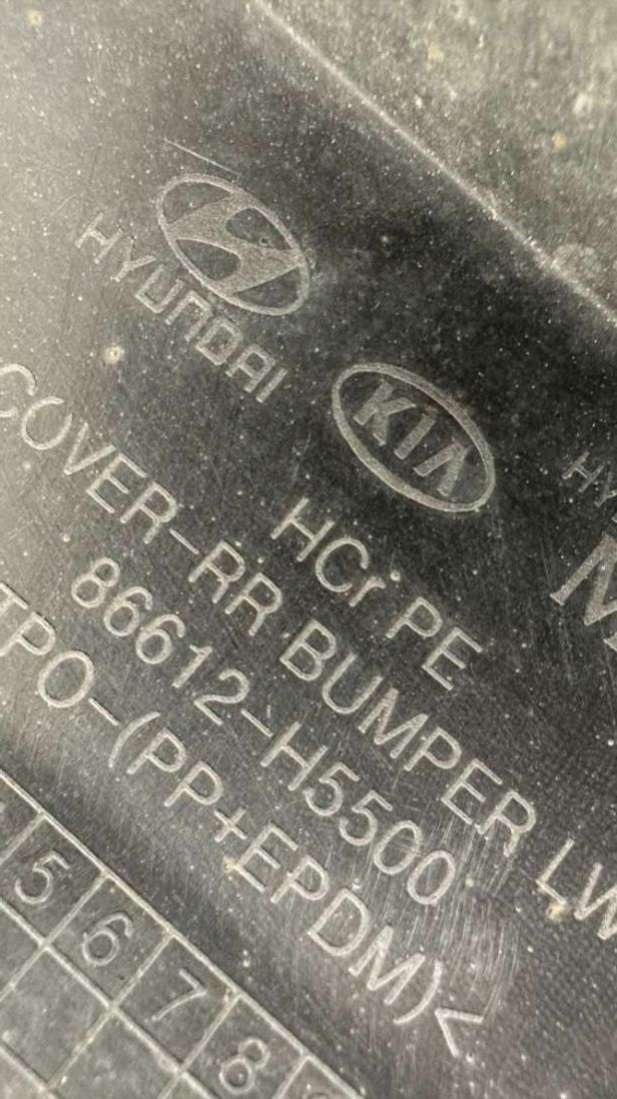 HYUNDAI
KIA
HCr PE
COVER-RR BUMPER LW
86612-H5500
TPO-(PP+EPDM)<
5 6 7 8